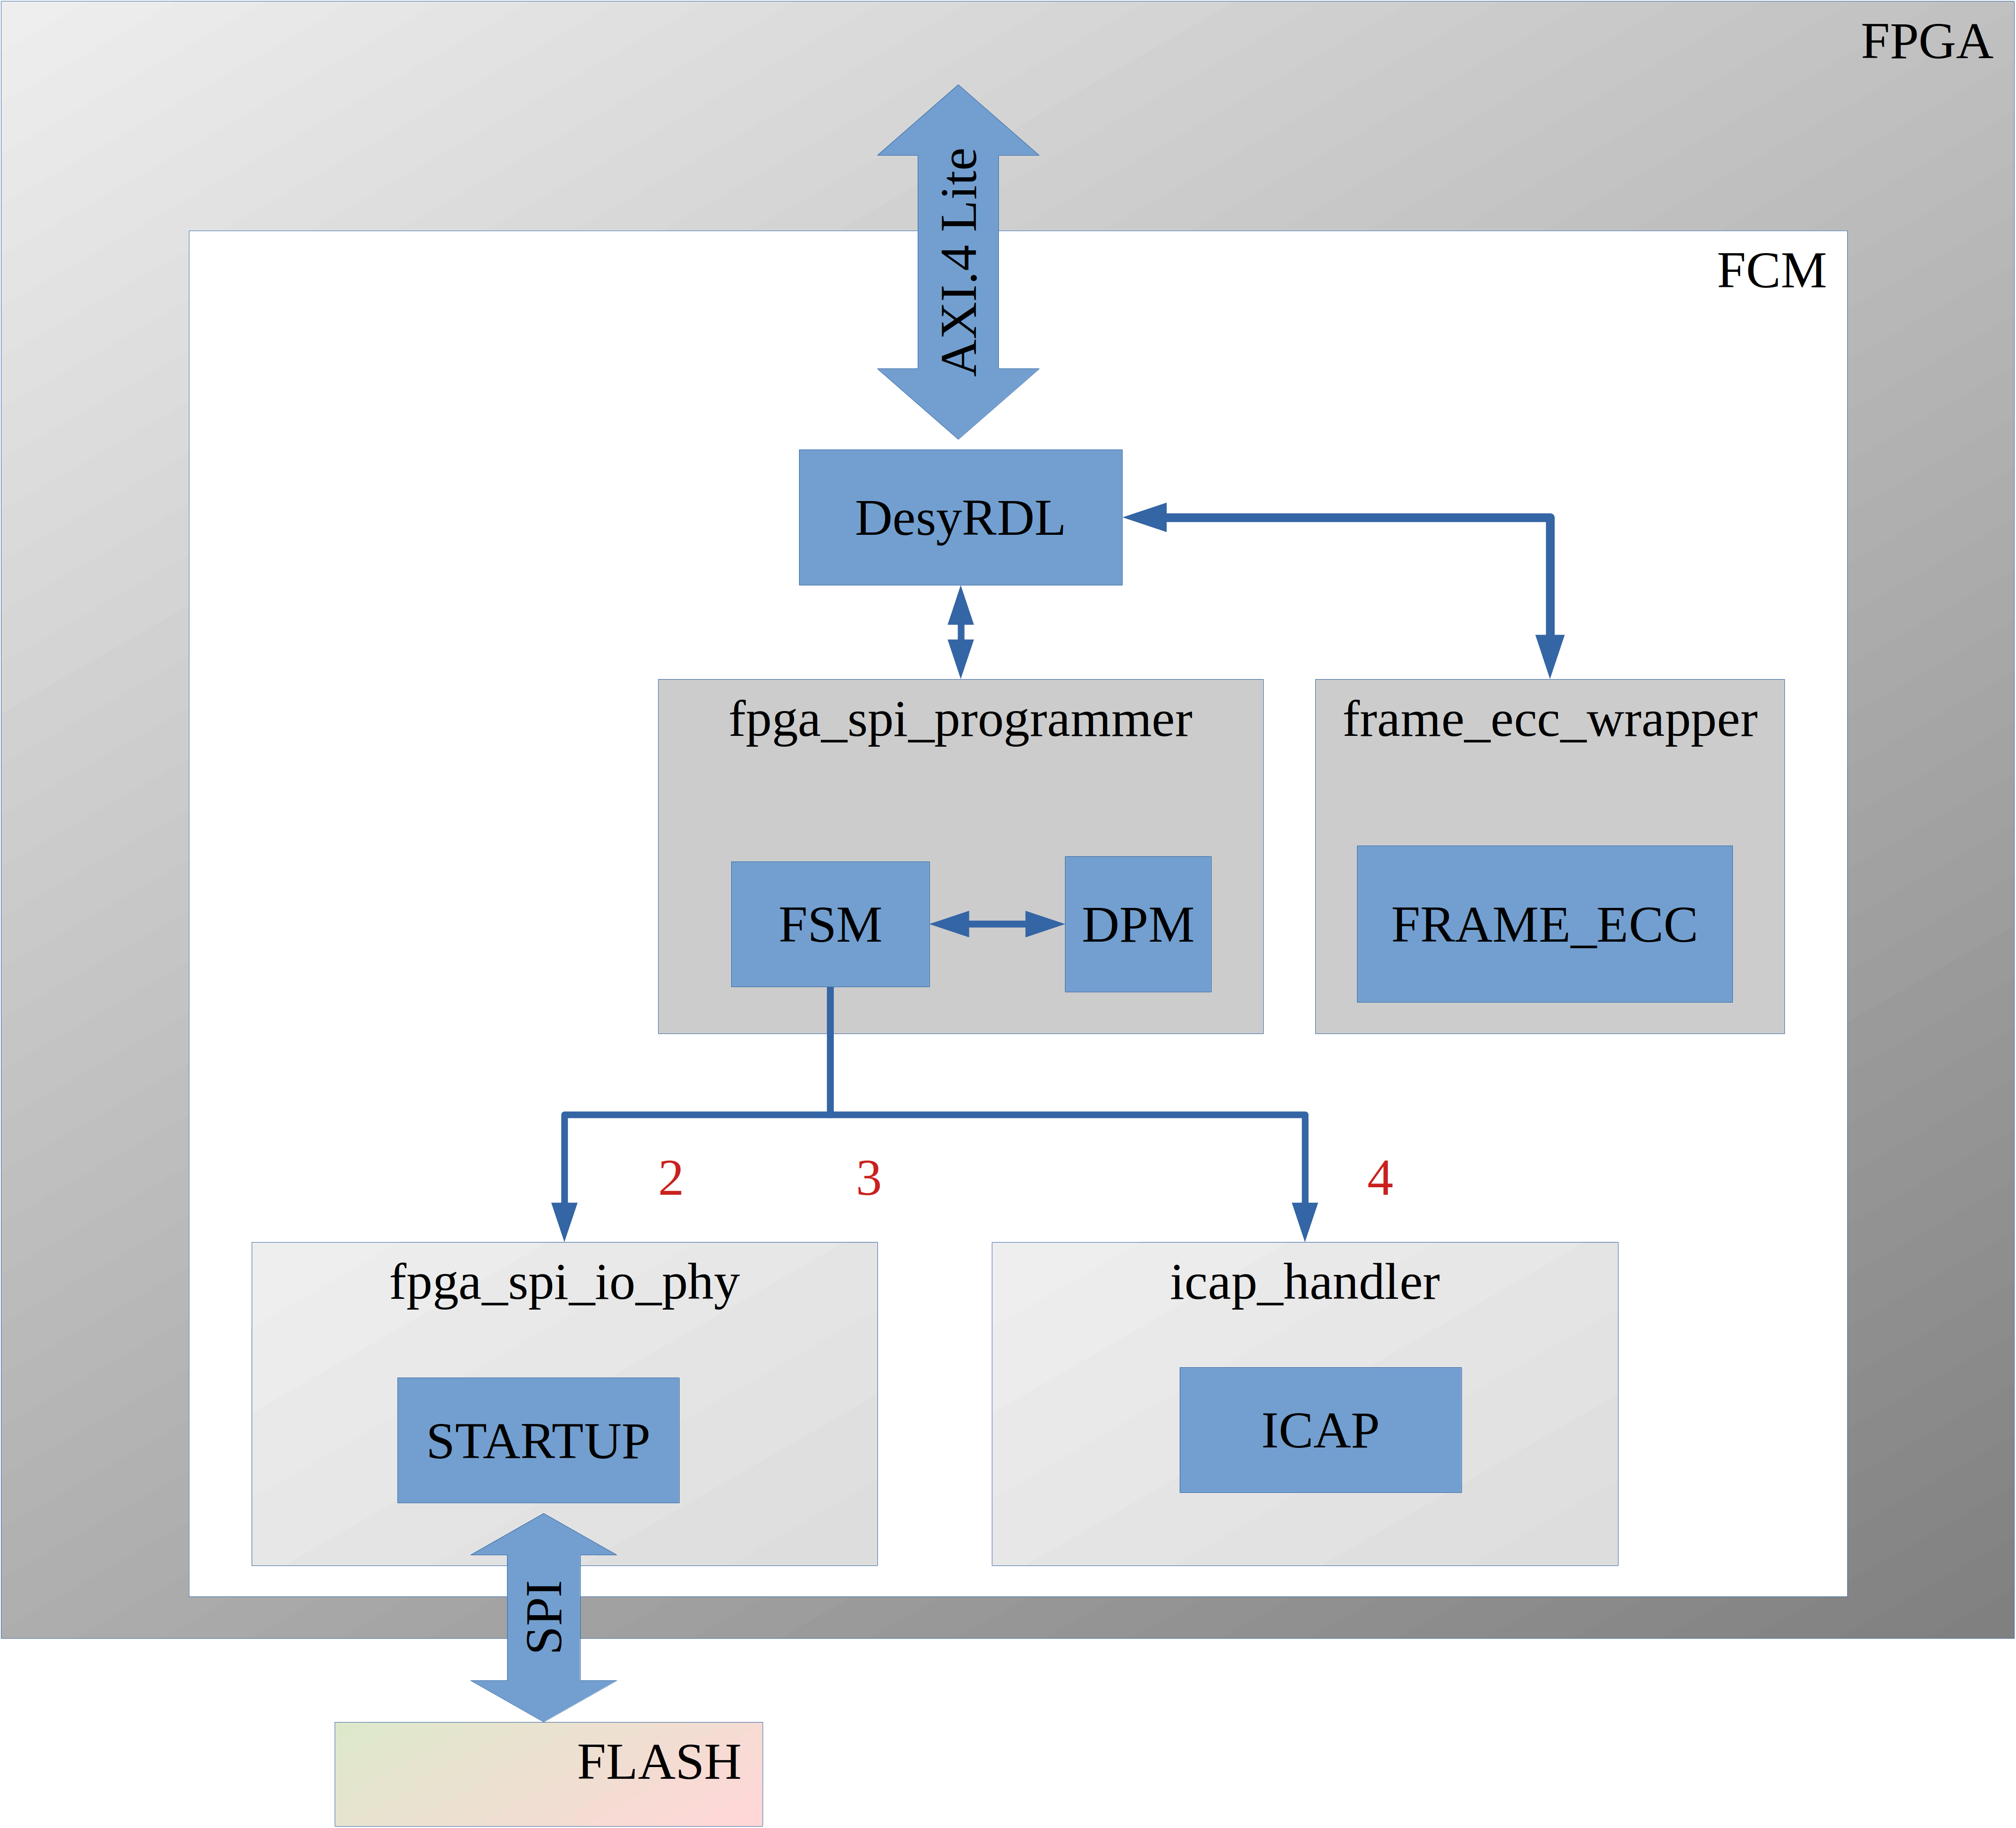 FPGA
AXI.4 Lite
FCM
DesyRDL
fpga_spi_programmer
frame_ecc_wrapper
FSM
DPM
FRAME_ECC
2
3
4
fpga_spi_io_phy
icap_handler
STARTUP
ICAP
SPI
FLASH